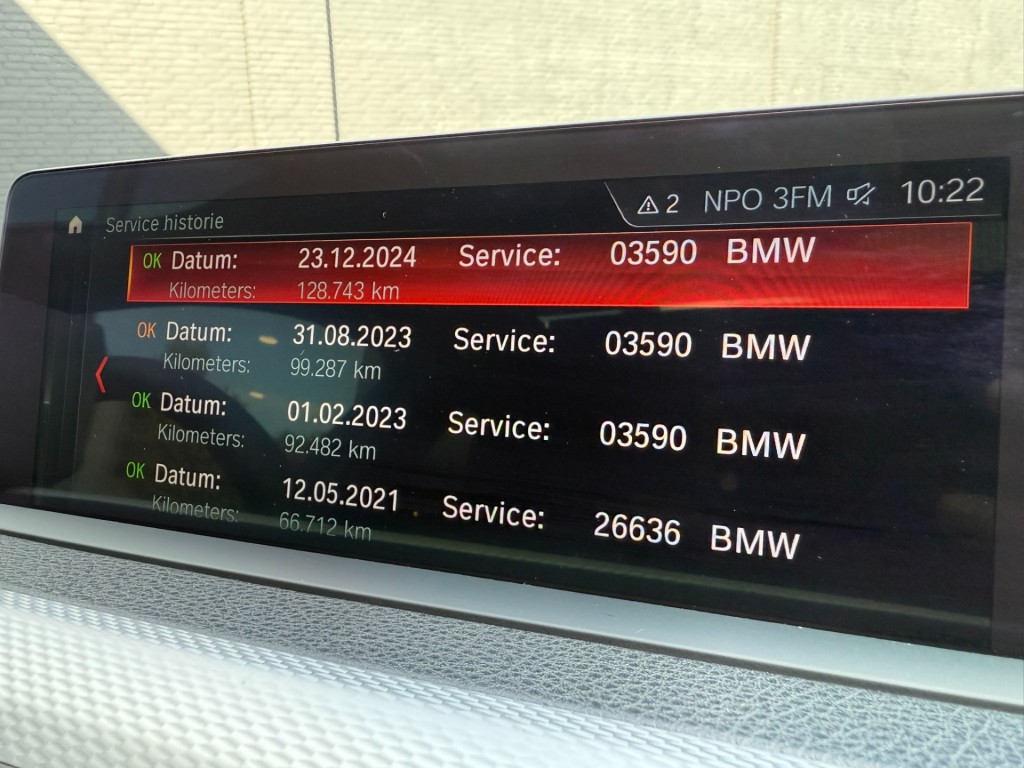 Service historie
2 NPO 3FM 10:22
OK Datum: 23.12.2024 Service: 03590 BMW
Kilometers: 128.743 km
OK Datum: 31.08.2023 Service: 03590 BMW
Kilometers: 99.287 km
OK Datum: 01.02.2023 Service: 03590 BMW
Kilometers: 92.482 km
OK Datum: 12.05.2021 Service: 26636 BMW
Kilometers: 66.712 km